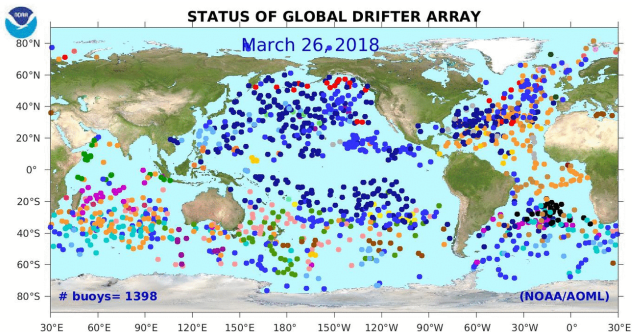 NOAA
STATUS OF GLOBAL DRIFTER ARRAY
March 26, 2018
80°N
60°N
40°N
20°N
0°
20°S
40°S
60°S
80°S
# buoys= 1398
(NOAA/AOML)
30°E 60°E 90°E 120°E 150°E 180°W 150°W 120°W 90°W 60°W 30°W 0° 30°E